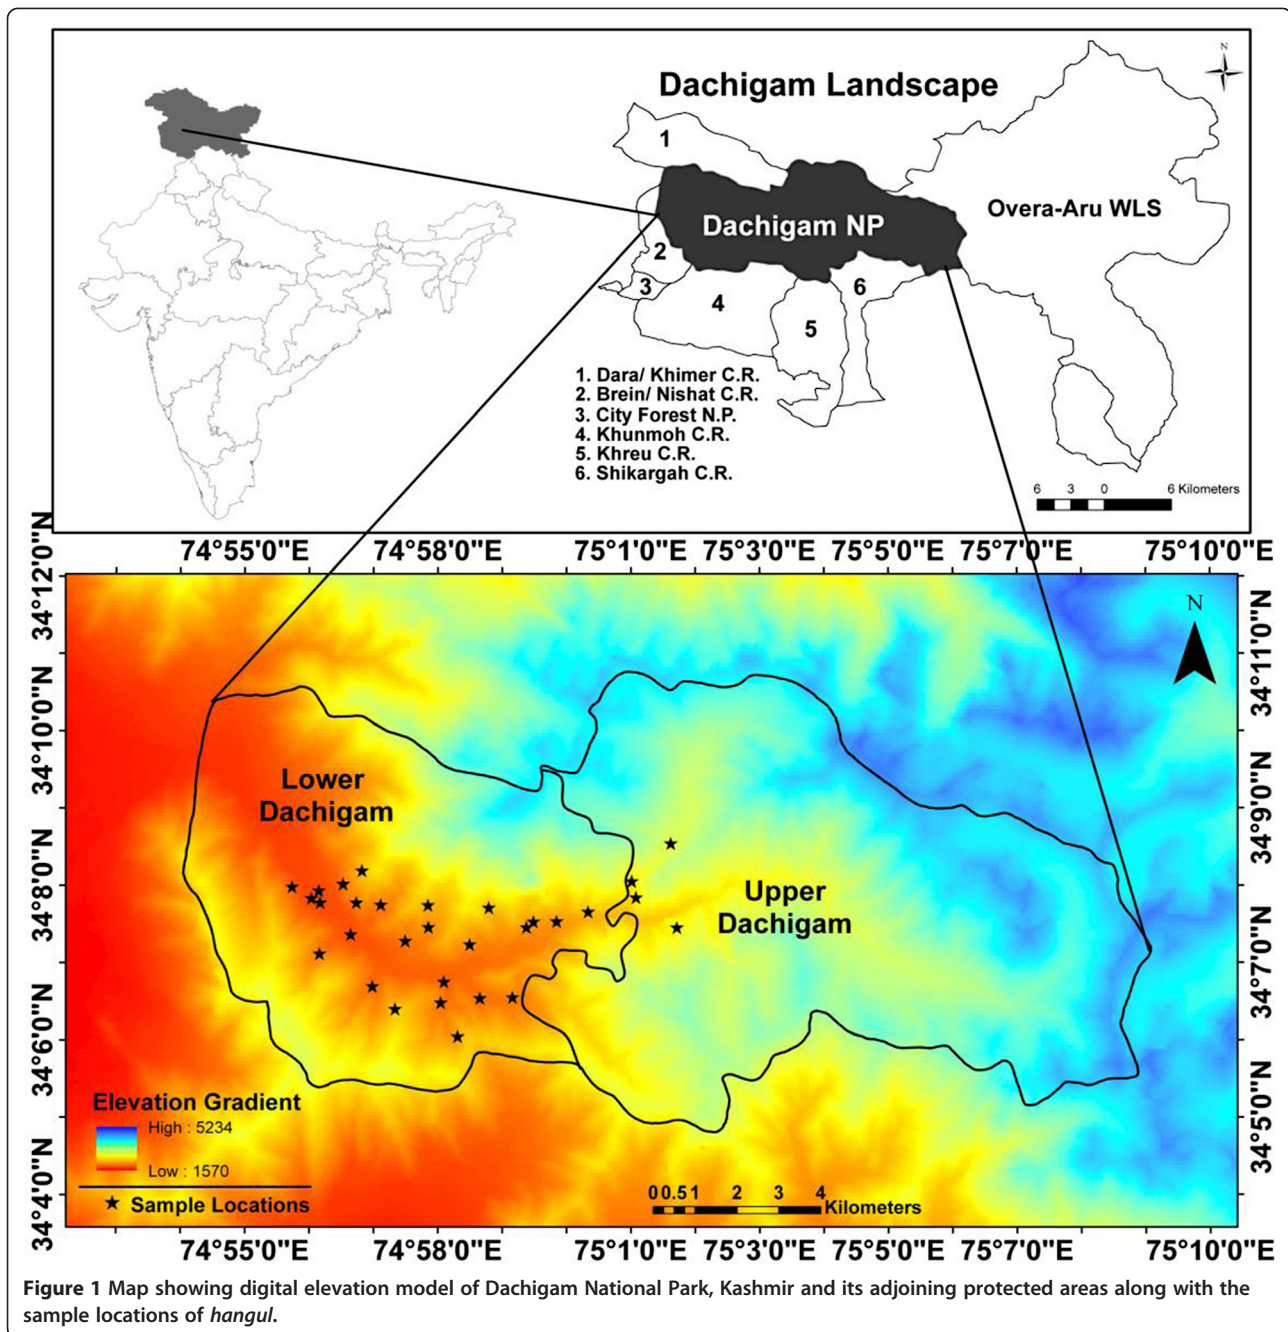 N
Dachigam Landscape
1
Overa-Aru WLS
Dachigam NP
2
3
6
4
5
1. Dara/ Khimer C.R.
2. Brein/ Nishat C.R.
3. City Forest N.P.
4. Khunmoh C.R.
5. Khreu C.R.
6. Shikargah C.R.
6 3 0 6 Kilometers
74°55'0"E 74°58'0"E 75°1'0"E 75°3'0"E 75°5'0"E 75°7'0"E 75°10'0"E
34°12'0"N
34°10'0"N
34°8'0"N
34°6'0"N
34°4'0"N
N
34°11'0"N
34°9'0"N
34°7'0"N
34°5'0"N
Lower
Dachigam
Upper
Dachigam
Elevation Gradient
High : 5234
Low : 1570
Sample Locations
0 0.5 1 2 3 4
Kilometers
74°55'0"E 74°58'0"E 75°1'0"E 75°3'0"E 75°5'0"E 75°7'0"E 75°10'0"E
Figure 1 Map showing digital elevation model of Dachigam National Park, Kashmir and its adjoining protected areas along with the
sample locations of hangul.